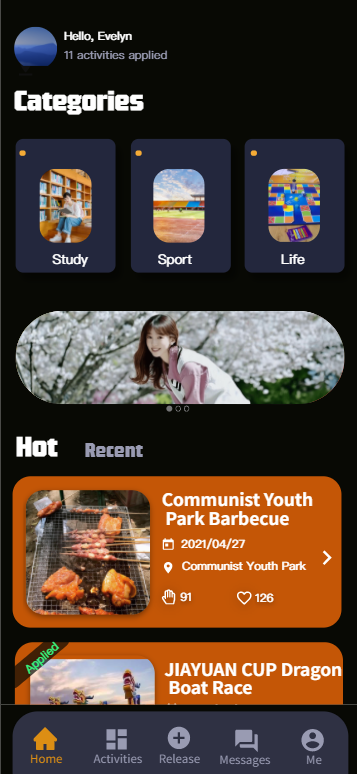 Hello, Evelyn
11 activities applied
Categories
Study
Sport
Life
Hot
Recent
Communist Youth
Park Barbecue
2021/04/27
Communist Youth Park
91
126
Applied
JIAYUAN CUP Dragon
Boat Race
Home
Activities
Release
Messages
Me